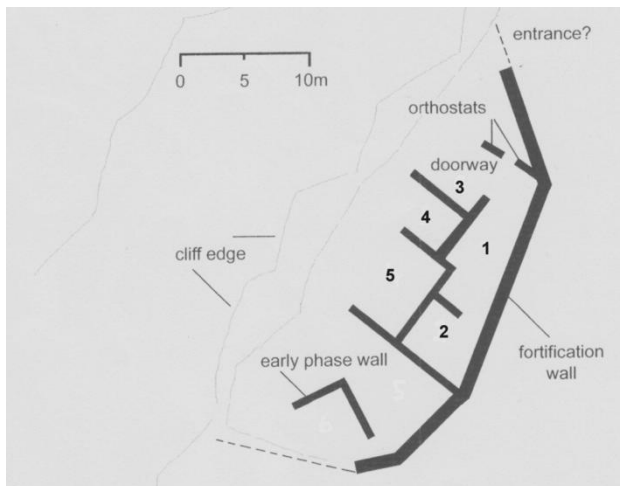 entrance?
0 5 10m
orthostats
doorway
3
4
1
cliff edge
5
2
fortification
wall
early phase wall